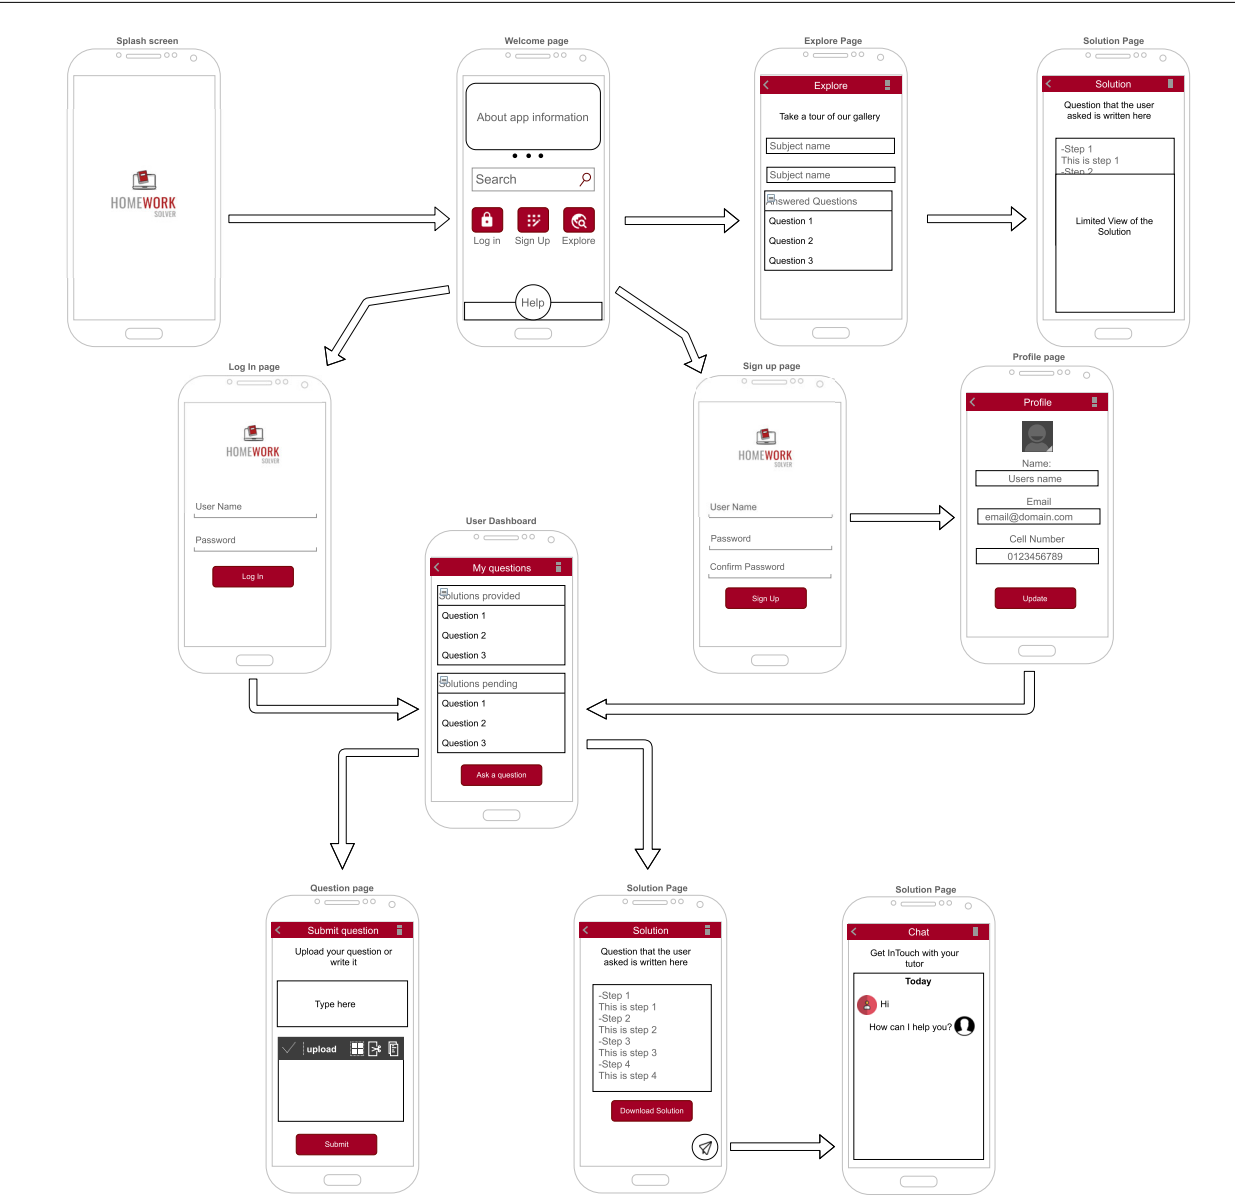 Splash screen
HOMEWORK
SOLVER
Welcome page
About app information
Search
Log in
Sign Up
Explore
Help
Explore Page
Explore
Take a tour of our gallery
Subject name
Subject name
Answered Questions
Question 1
Question 2
Question 3
Solution Page
Solution
Question that the user
asked is written here
-Step 1
This is step 1
-Step 2
Limited View of the
Solution
Log In page
HOMEWORK
SOLVER
User Name
Password
Log In
User Dashboard
My questions
Solutions provided
Question 1
Question 2
Question 3
Solutions pending
Question 1
Question 2
Question 3
Ask a question
Sign up page
HOMEWORK
SOLVER
User Name
Password
Confirm Password
Sign Up
Profile page
Profile
Name:
Users name
Email
email@domain.com
Cell Number
0123456789
Update
Question page
Submit question
Upload your question or
write it
Type here
upload
Submit
Solution Page
Solution
Question that the user
asked is written here
-Step 1
This is step 1
-Step 2
This is step 2
-Step 3
This is step 3
-Step 4
This is step 4
Download Solution
Solution Page
Chat
Get InTouch with your
tutor
Today
Hi
How can I help you?